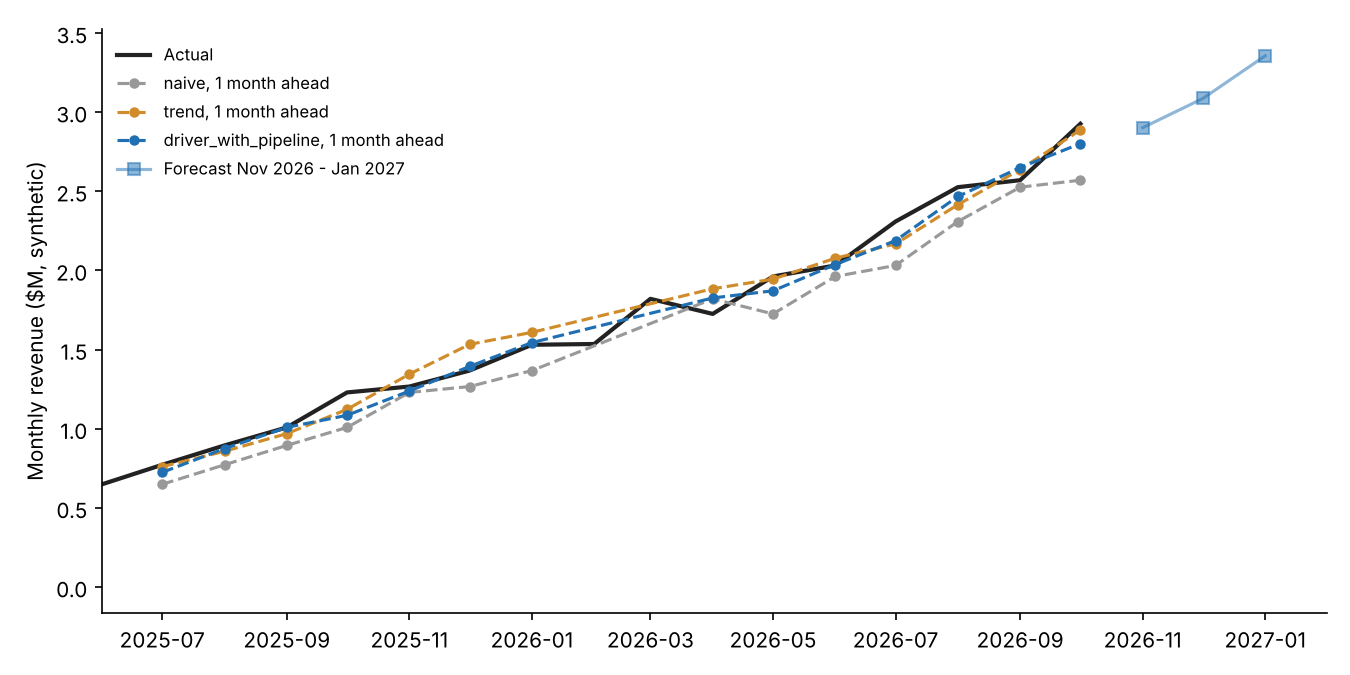 Monthly revenue ($M, synthetic)
3.5
3.0
2.5
2.0
1.5
1.0
0.5
0.0
Actual
naive, 1 month ahead
trend, 1 month ahead
driver_with_pipeline, 1 month ahead
Forecast Nov 2026 - Jan 2027
2025-07 2025-09 2025-11 2026-01 2026-03 2026-05 2026-07 2026-09 2026-11 2027-01